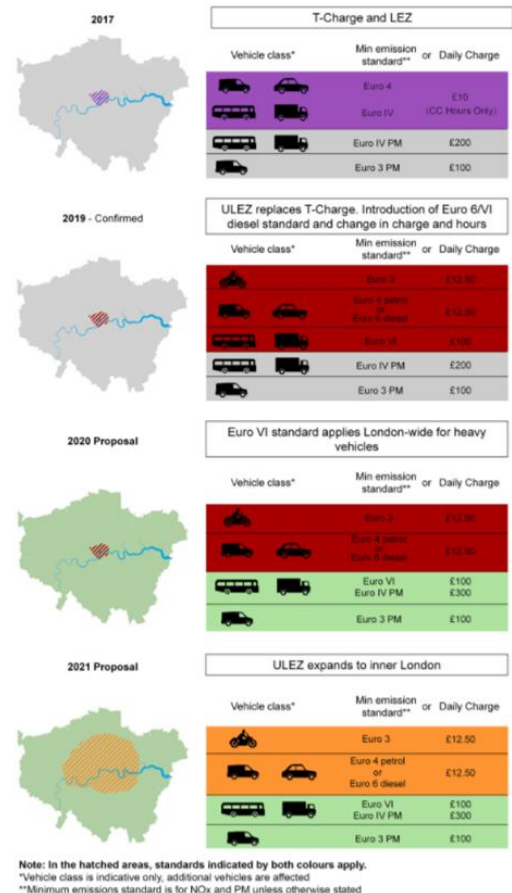 2017
T-Charge and LEZ
Vehicle class*
Min emission
standard**
or
Daily Charge
Euro 4
Euro IV
£10
(CC Hours Only)
Euro IV PM
£200
Euro 3 PM
£100
2019 - Confirmed
ULEZ replaces T-Charge. Introduction of Euro 6/VI
diesel standard and change in charge and hours
Vehicle class*
Min emission
standard**
or
Daily Charge
Euro 3
£12.50
Euro 4 petrol
or
Euro 6 diesel
£12.50
Euro VI
£100
Euro IV PM
£200
Euro 3 PM
£100
2020 Proposal
Euro VI standard applies London-wide for heavy
vehicles
Vehicle class*
Min emission
standard**
or
Daily Charge
Euro 3
£12.50
Euro 4 petrol
or
Euro 6 diesel
£12.50
Euro VI
£100
Euro IV PM
£300
Euro 3 PM
£100
2021 Proposal
ULEZ expands to inner London
Vehicle class*
Min emission
standard**
or
Daily Charge
Euro 3
£12.50
Euro 4 petrol
or
Euro 6 diesel
£12.50
Euro VI
£100
Euro IV PM
£300
Euro 3 PM
£100
Note: In the hatched areas, standards indicated by both colours apply.
*Vehicle class is indicative only, additional vehicles are affected
**Minimum emissions standard is for NOx and PM unless otherwise stated